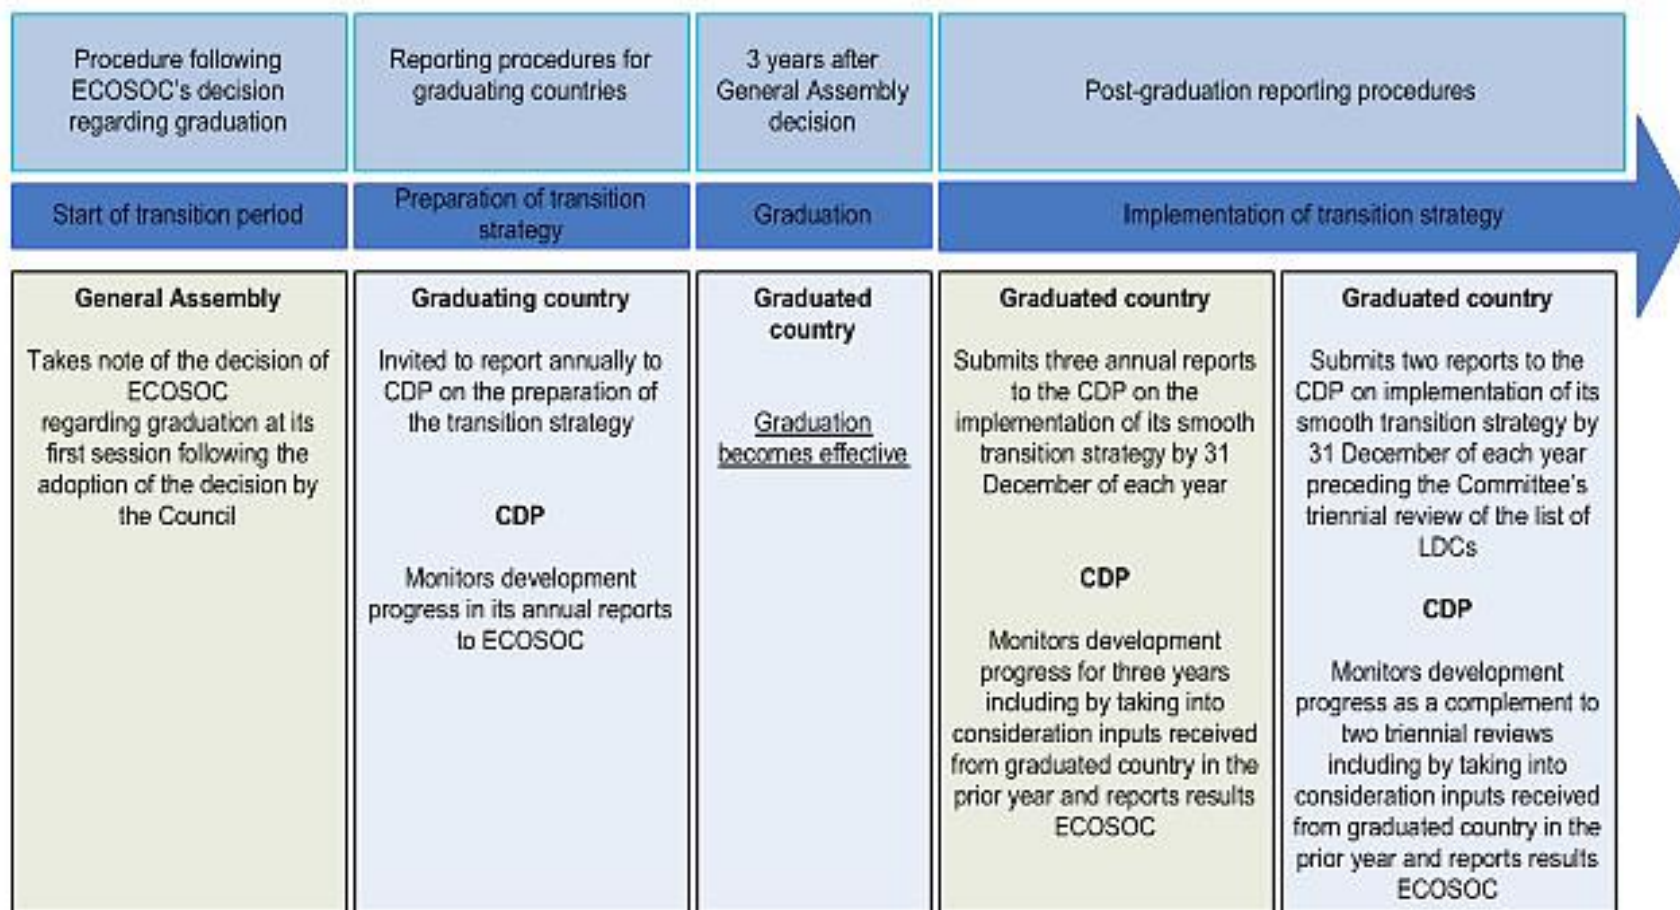 Procedure following
ECOSOC's decision
regarding graduation
Reporting procedures for
graduating countries
3 years after
General Assembly
decision
Post-graduation reporting procedures
Start of transition period
Preparation of transition
strategy
Graduation
Implementation of transition strategy
General Assembly
Takes note of the decision of
ECOSOC
regarding graduation at its
first session following the
adoption of the decision by
the Council
Graduating country
Invited to report annually to
CDP on the preparation of
the transition strategy
CDP
Monitors development
progress in its annual reports
to ECOSOC
Graduated
country
Graduation
becomes effective
Graduated country
Submits three annual reports
to the CDP on the
implementation of its smooth
transition strategy by 31
December of each year
CDP
Monitors development
progress for three years
including by taking into
consideration inputs received
from graduated country in the
prior year and reports results
ECOSOC
Graduated country
Submits two reports to the
CDP on implementation of its
smooth transition strategy by
31 December of each year
preceding the Committee's
triennial review of the list of
LDCs
CDP
Monitors development
progress as a complement to
two triennial reviews
including by taking into
consideration inputs received
from graduated country in the
prior year and reports results
ECOSOC